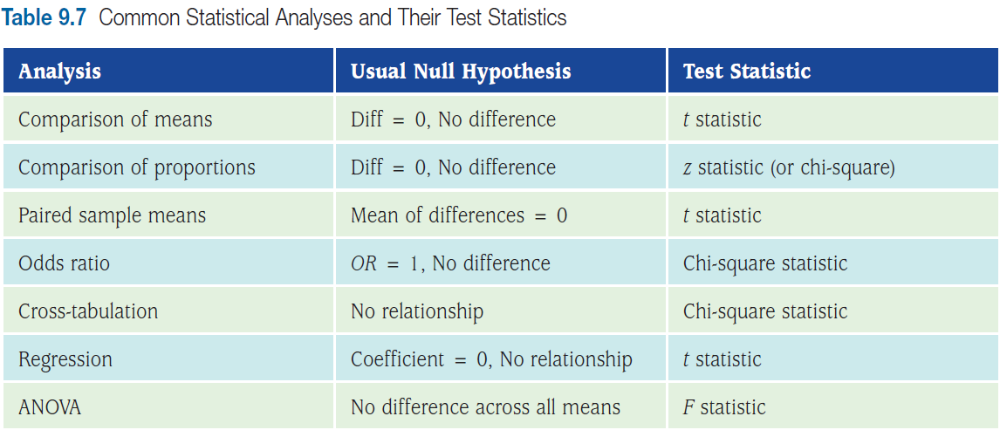 Table 9.7 Common Statistical Analyses and Their Test Statistics
Analysis Usual Null Hypothesis Test Statistic
Comparison of means Diff = 0, No difference t statistic
Comparison of proportions Diff = 0, No difference z statistic (or chi-square)
Paired sample means Mean of differences = 0 t statistic
Odds ratio OR = 1, No difference Chi-square statistic
Cross-tabulation No relationship Chi-square statistic
Regression Coefficient = 0, No relationship t statistic
ANOVA No difference across all means F statistic